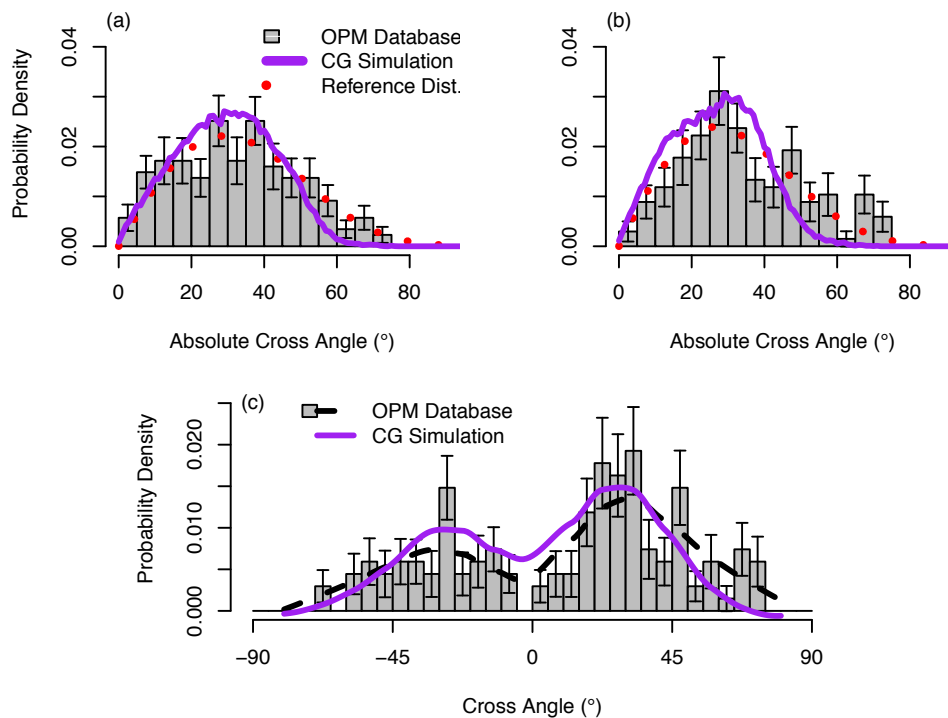 (a)
OPM Database
CG Simulation
Reference Dist.
Probability Density
0.00 0.02 0.04
0 20 40 60 80
Absolute Cross Angle (°)
(b)
0.00 0.02 0.04
0 20 40 60 80
Absolute Cross Angle (°)
(c)
OPM Database
CG Simulation
Probability Density
0.000 0.010 0.020
−90 −45 0 45 90
Cross Angle (°)